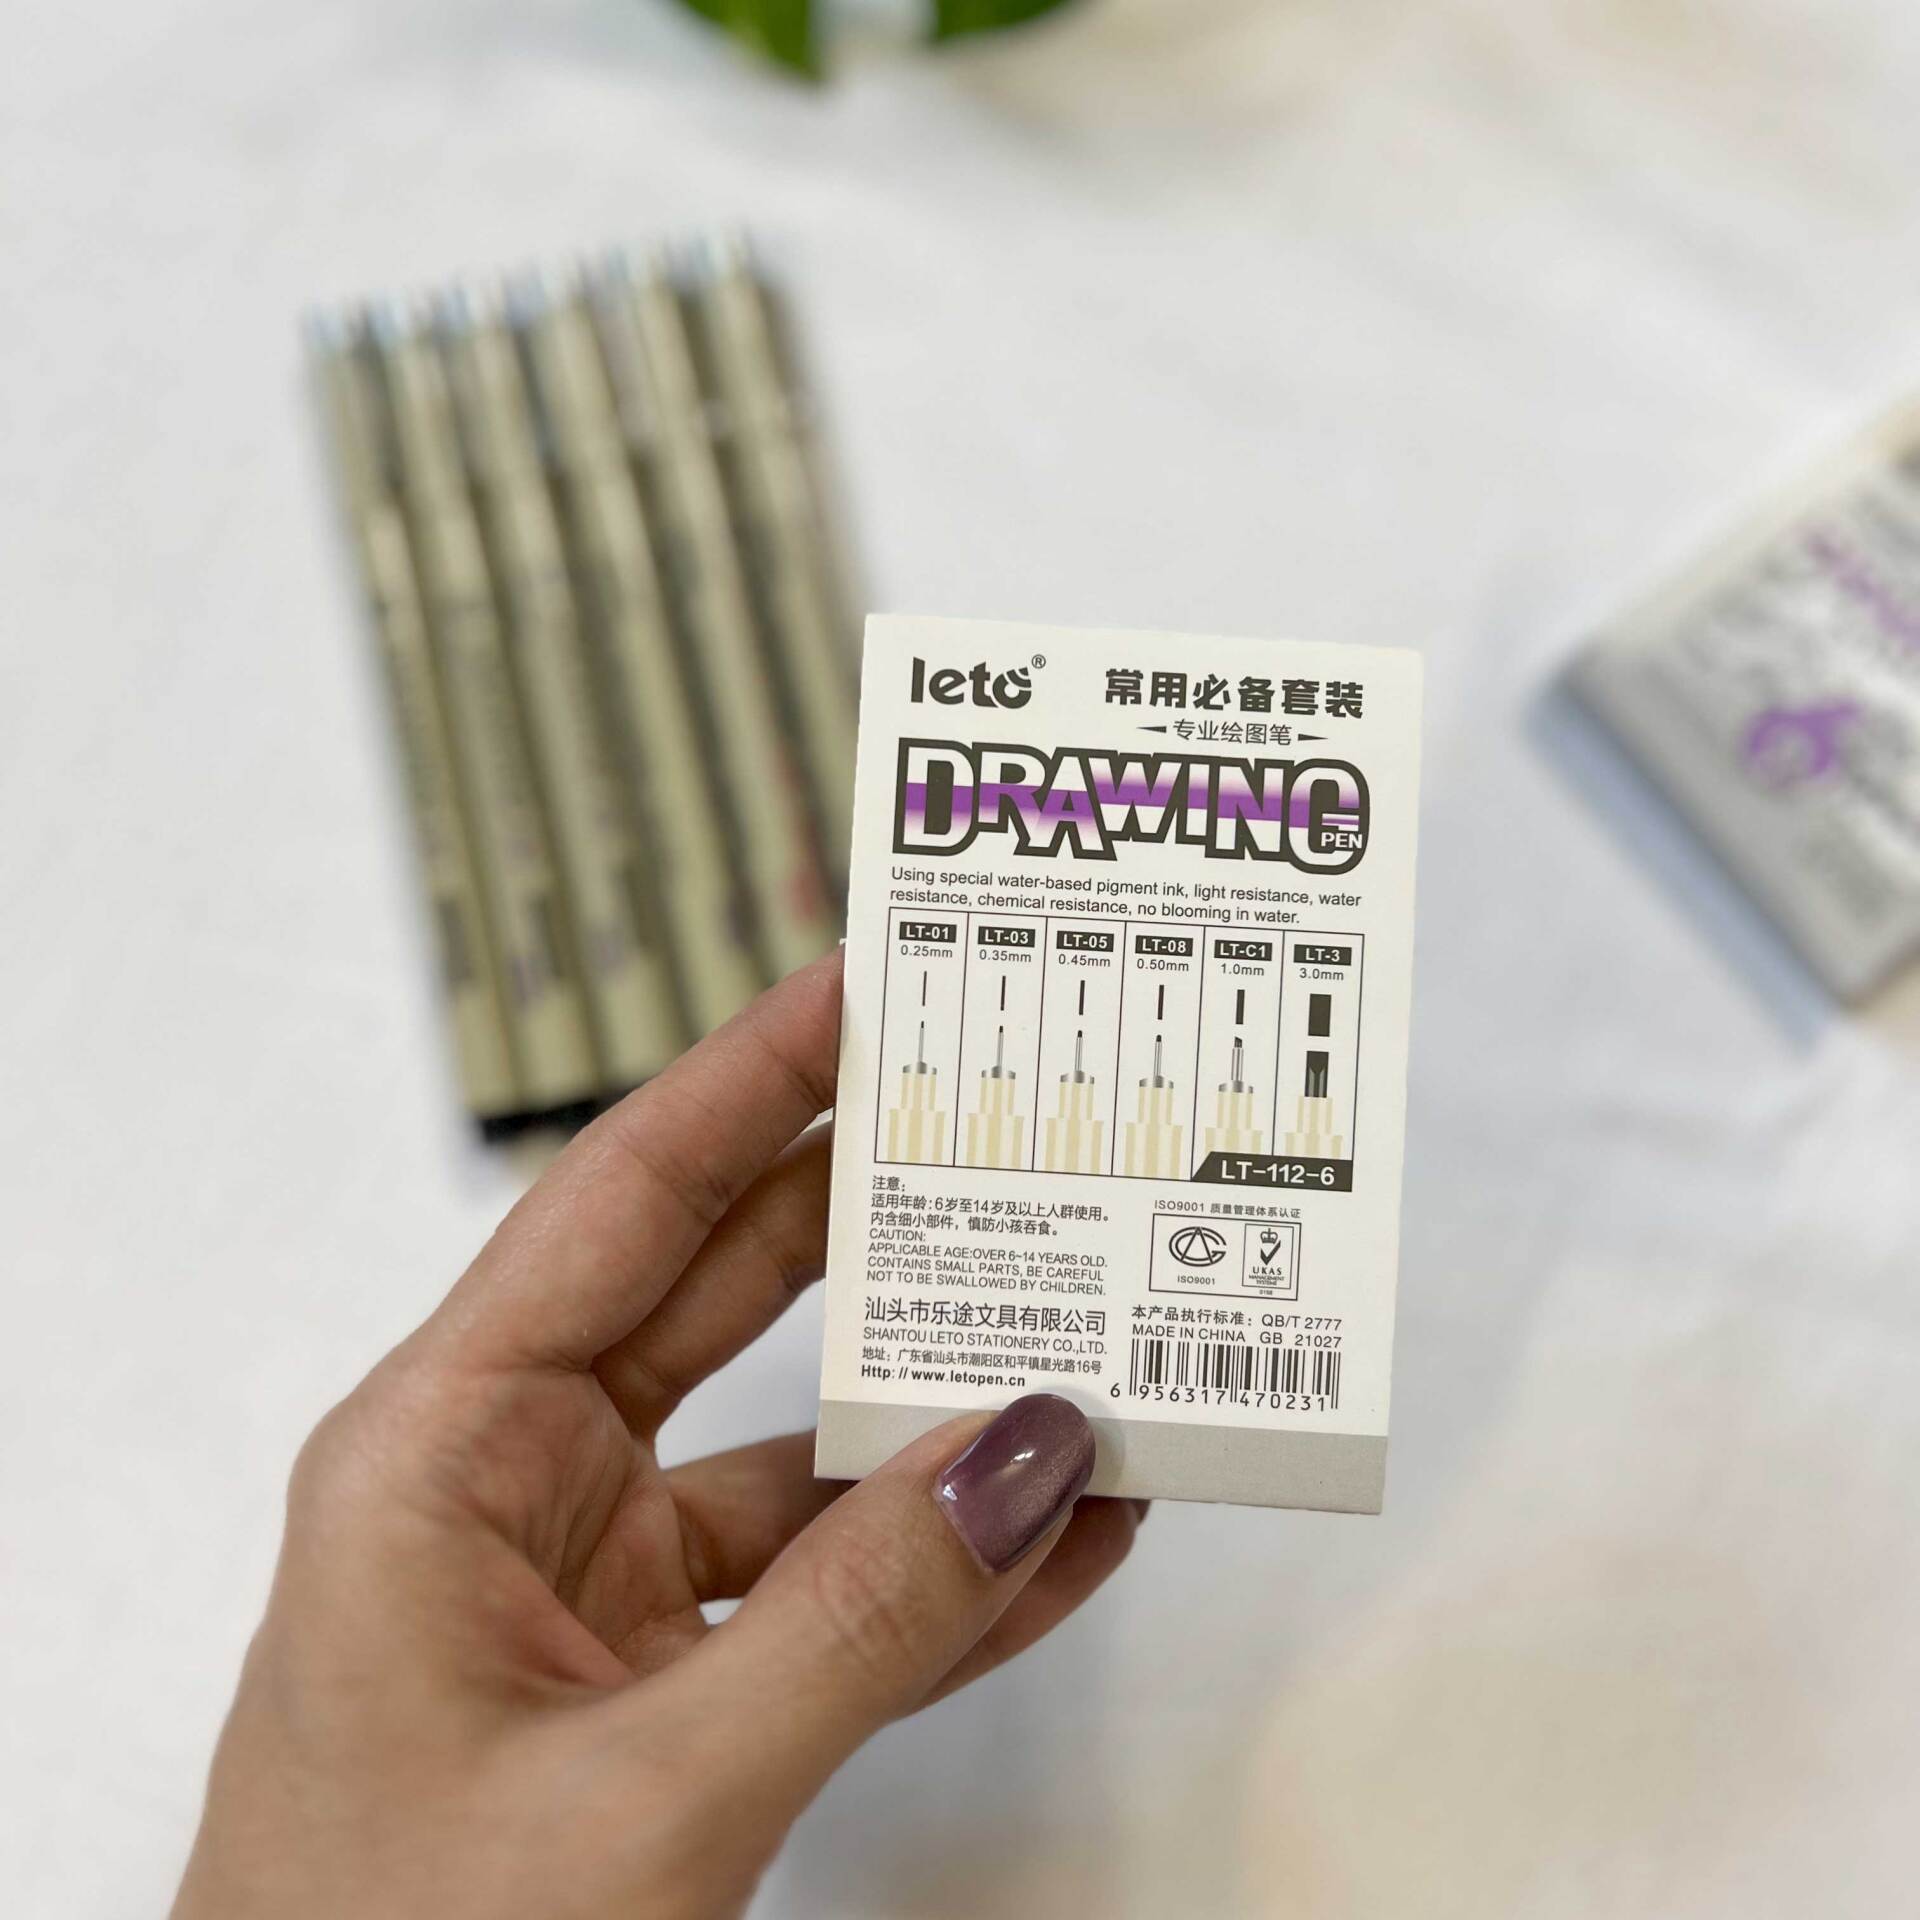 leto®
常用必备套装
专业绘图笔
DRAWING PEN
Using special water-based pigment ink, light resistance, water
resistance, chemical resistance, no blooming in water.
LT-01 LT-03 LT-05 LT-08 LT-C1 LT-3
0.25mm 0.35mm 0.45mm 0.50mm 1.0mm 3.0mm
LT-112-6
注意：
适用年龄：6岁至14岁及以上人群使用。
内含细小部件，慎防小孩吞食。
CAUTION:
APPLICABLE AGE:OVER 6~14 YEARS OLD.
CONTAINS SMALL PARTS, BE CAREFUL
NOT TO BE SWALLOWED BY CHILDREN.
汕头市乐途文具有限公司
SHANTOU LETO STATIONERY CO.,LTD.
地址：广东省汕头市潮阳区和平镇星光路16号
Http://www.letopen.cn
ISO9001 质量管理体系认证
ISO9001
UKAS
MANAGEMENT
SYSTEMS
本产品执行标准：QB/T 2777
MADE IN CHINA GB 21027
6 956317 470231